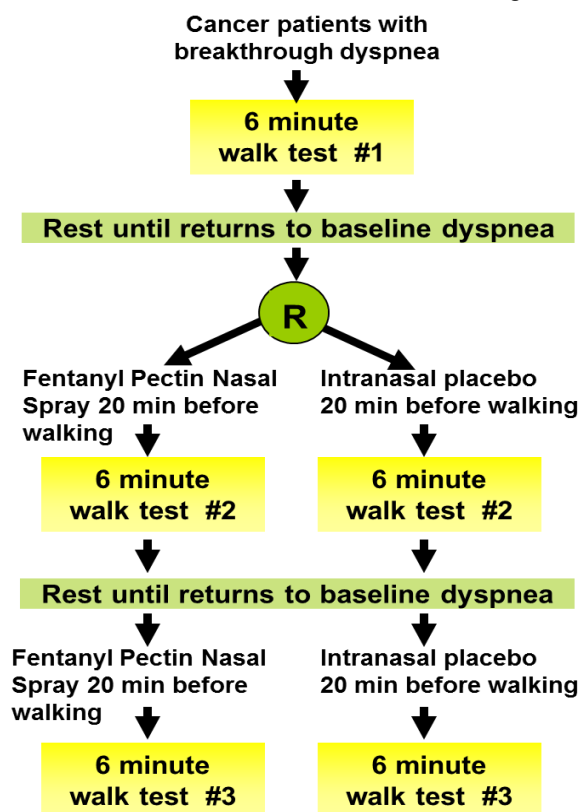 Cancer patients with
breakthrough dyspnea
6 minute
walk test #1
Rest until returns to baseline dyspnea
R
Fentanyl Pectin Nasal
Spray 20 min before
walking
Intranasal placebo
20 min before walking
6 minute
walk test #2
6 minute
walk test #2
Rest until returns to baseline dyspnea
Fentanyl Pectin Nasal
Spray 20 min before
walking
Intranasal placebo
20 min before walking
6 minute
walk test #3
6 minute
walk test #3